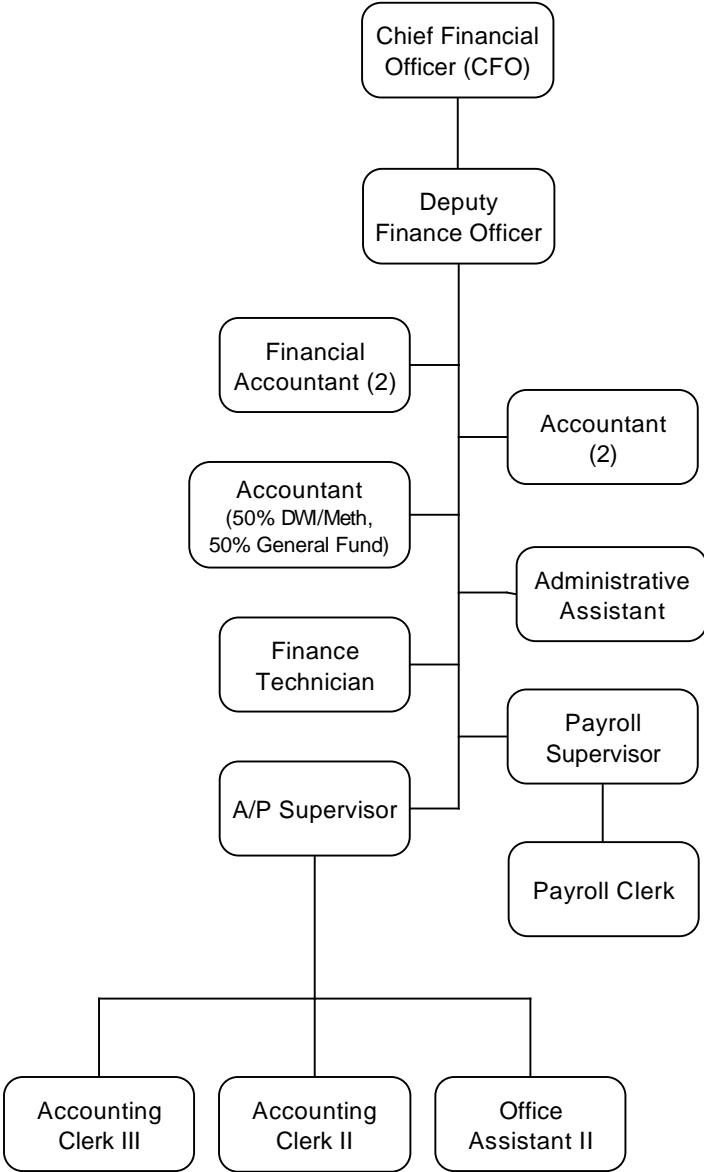 Chief Financial
Officer (CFO)
Deputy
Finance Officer
Financial
Accountant (2)
Accountant
(2)
Accountant
(50% DWI/Meth,
50% General Fund)
Administrative
Assistant
Finance
Technician
Payroll
Supervisor
A/P Supervisor
Payroll Clerk
Accounting
Clerk III
Accounting
Clerk II
Office
Assistant II